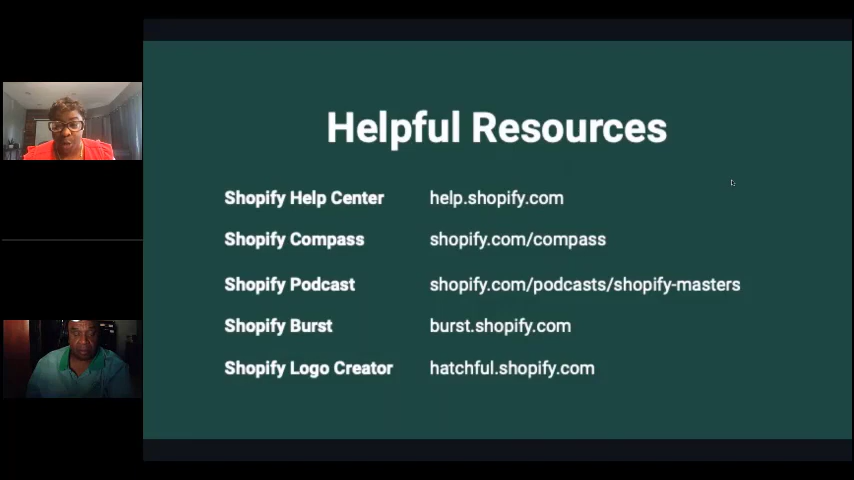 Helpful Resources
Shopify Help Center help.shopify.com
Shopify Compass shopify.com/compass
Shopify Podcast shopify.com/podcasts/shopify-masters
Shopify Burst burst.shopify.com
Shopify Logo Creator hatchful.shopify.com